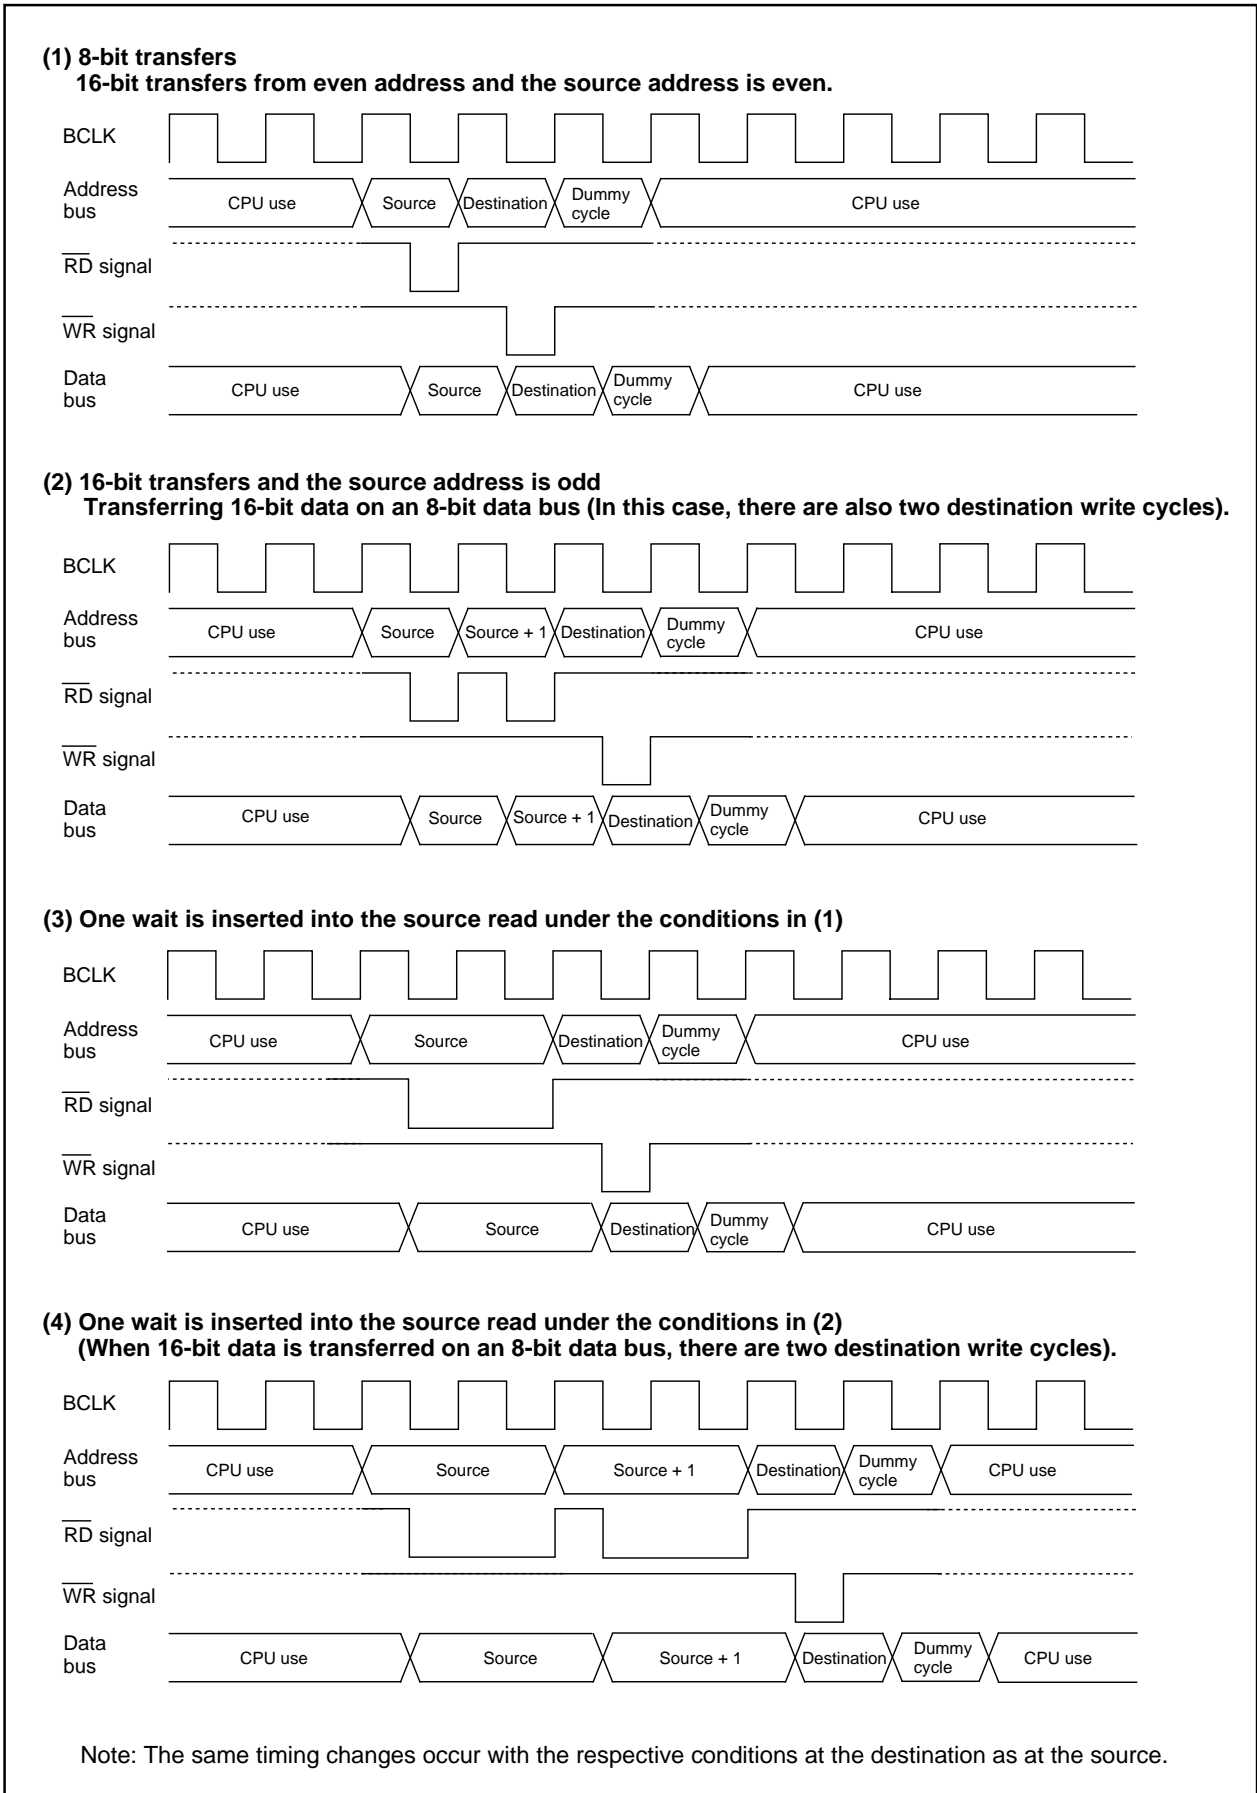 (1) 8-bit transfers
16-bit transfers from even address and the source address is even.
BCLK
Address
bus
CPU use
Source
Destination
Dummy
cycle
CPU use
RD signal
WR signal
Data
bus
CPU use
Source
Destination
Dummy
cycle
CPU use
(2) 16-bit transfers and the source address is odd
Transferring 16-bit data on an 8-bit data bus (In this case, there are also two destination write cycles).
BCLK
Address
bus
CPU use
Source
Source + 1
Destination
Dummy
cycle
CPU use
RD signal
WR signal
Data
bus
CPU use
Source
Source + 1
Destination
Dummy
cycle
CPU use
(3) One wait is inserted into the source read under the conditions in (1)
BCLK
Address
bus
CPU use
Source
Destination
Dummy
cycle
CPU use
RD signal
WR signal
Data
bus
CPU use
Source
Destination
Dummy
cycle
CPU use
(4) One wait is inserted into the source read under the conditions in (2)
(When 16-bit data is transferred on an 8-bit data bus, there are two destination write cycles).
BCLK
Address
bus
CPU use
Source
Source + 1
Destination
Dummy
cycle
CPU use
RD signal
WR signal
Data
bus
CPU use
Source
Source + 1
Destination
Dummy
cycle
CPU use
Note: The same timing changes occur with the respective conditions at the destination as at the source.